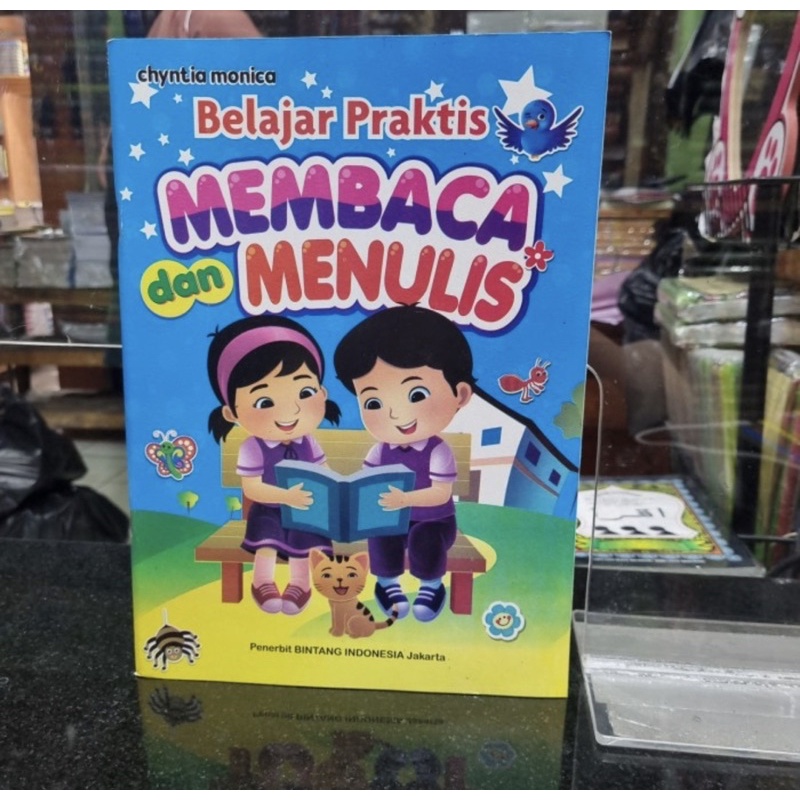 chyntia monica
Belajar Praktis
MEMBACA
dan MENULIS
Penerbit BINTANG INDONESIA Jakarta